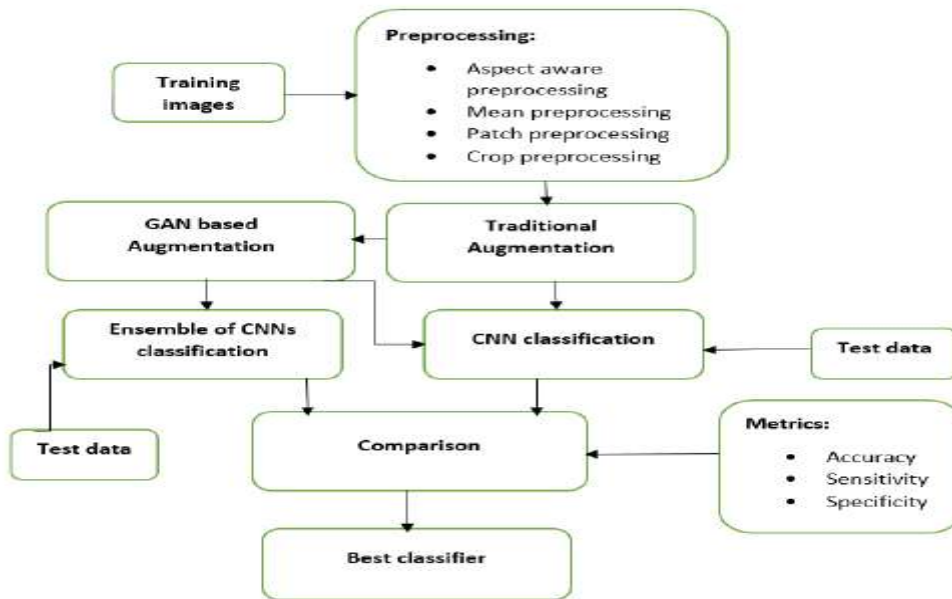 Preprocessing:
• Aspect aware
preprocessing
• Mean preprocessing
• Patch preprocessing
• Crop preprocessing
Training
images
GAN based
Augmentation
Traditional
Augmentation
Ensemble of CNNs
classification
CNN classification
Test data
Test data
Comparison
Metrics:
• Accuracy
• Sensitivity
• Specificity
Best classifier